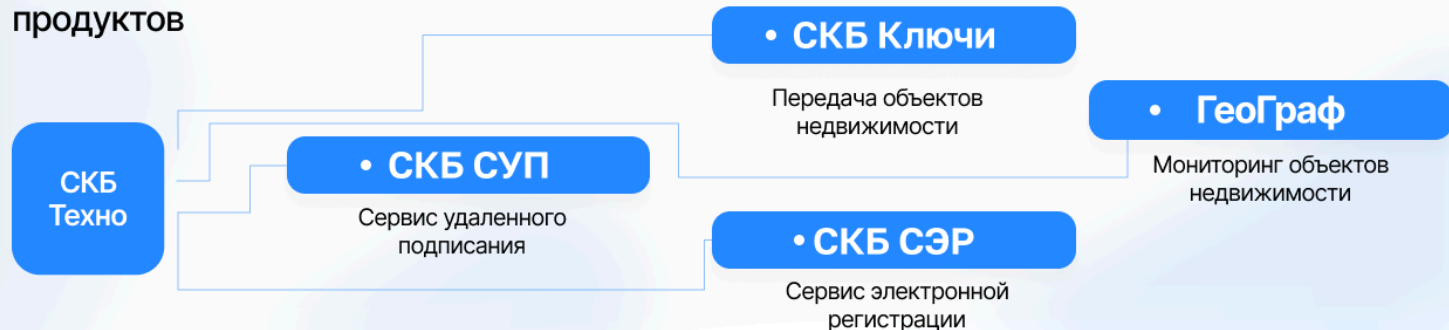 продуктов
• СКБ Ключи
Передача объектов
недвижимости
• ГеоГраф
Мониторинг объектов
недвижимости
СКБ
Техно
• СКБ СУП
Сервис удаленного
подписания
• СКБ СЭР
Сервис электронной
регистрации